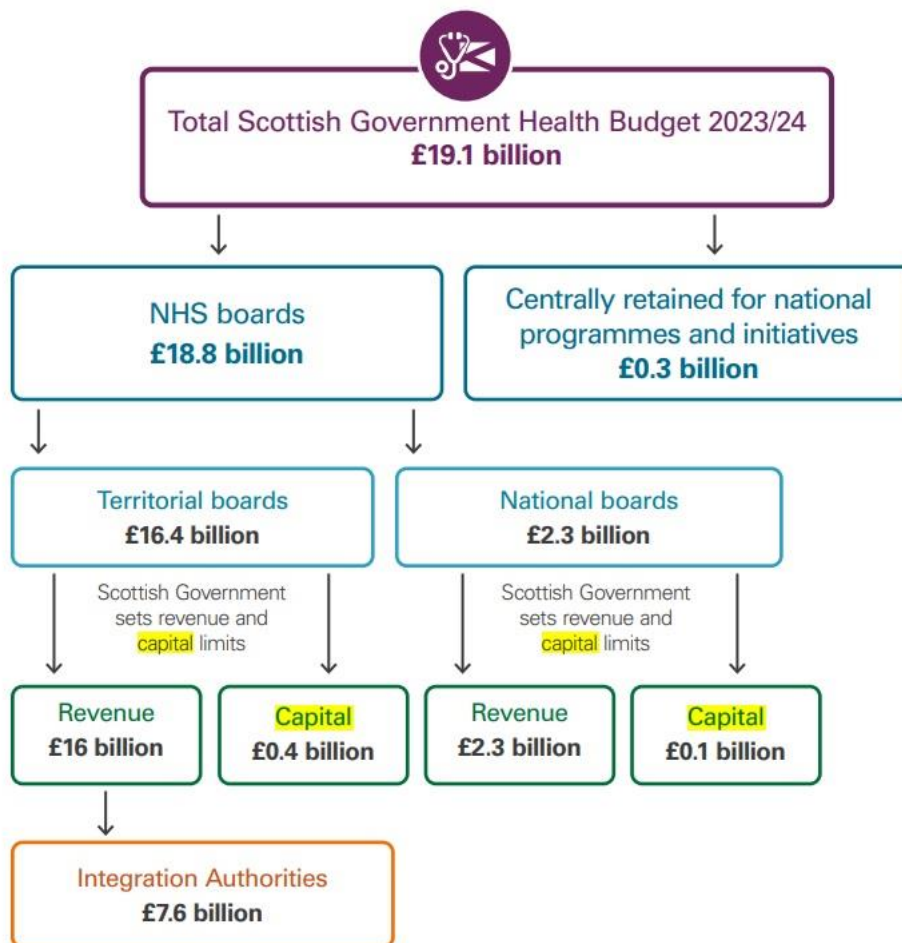 Total Scottish Government Health Budget 2023/24
£19.1 billion
NHS boards
£18.8 billion
Centrally retained for national
programmes and initiatives
£0.3 billion
Territorial boards
£16.4 billion
National boards
£2.3 billion
Scottish Government
sets revenue and
capital limits
Scottish Government
sets revenue and
capital limits
Revenue
£16 billion
Capital
£0.4 billion
Revenue
£2.3 billion
Capital
£0.1 billion
Integration Authorities
£7.6 billion